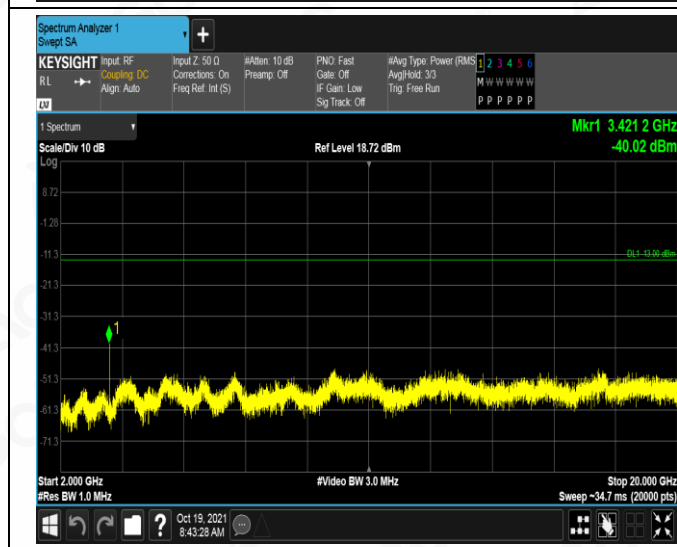 Spectrum Analyzer 1
Swept SA
+
KEYSIGHT
RL
Input: RF
Coupling: DC
Align: Auto
Input Z: 50 Ω
Corrections: On
Freq Ref: Int (S)
#Atten: 10 dB
Preamp: Off
PNO: Fast
Gate: Off
IF Gain: Low
Sig Track: Off
#Avg Type: Power (RMS
Avg|Hold: 3/3
Trig: Free Run
1 2 3 4 5 6
M W W W W W
P P P P P P
1 Spectrum
Mkr1 3.421 2 GHz
Scale/Div 10 dB
Ref Level 18.72 dBm
-40.02 dBm
Log
8.72
-1.28
-11.3
DL1 -13.00 dBm
-21.3
-31.3
1
-41.3
-51.3
-61.3
-71.3
Start 2.000 GHz
#Video BW 3.0 MHz
Stop 20.000 GHz
#Res BW 1.0 MHz
Sweep ~34.7 ms (20000 pts)
?
Oct 19, 2021
8:43:28 AM